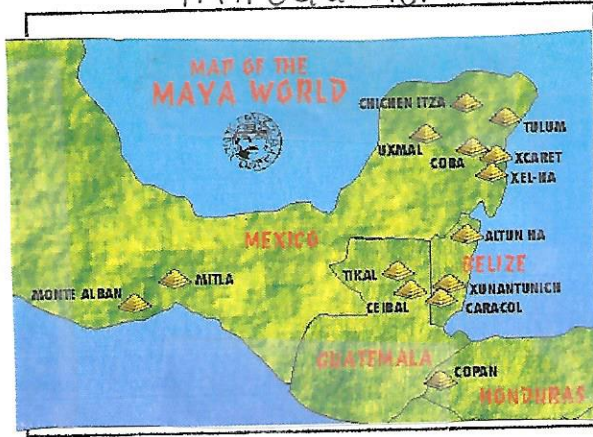 MAP OF THE
MAYA WORLD
CHICHEN ITZA
TULUM
UXMAL
COBA
XCARET
XEL-HA
MEXICO
ALTUN HA
BELIZE
TIKAL
XUNANTUNICH
MITLA
MONTE ALBAN
CEIBAL
CARACOL
GUATEMALA
COPAN
HONDURAS